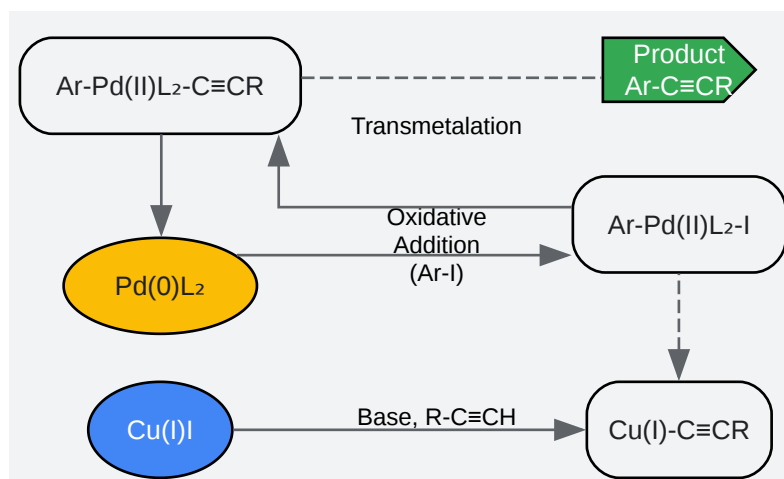 Ar-Pd(II)L₂-C≡CR
Product
Ar-C≡CR
Transmetalation
Oxidative
Addition
(Ar-I)
Ar-Pd(II)L₂-I
Pd(0)L₂
Cu(I)I
Base, R-C≡CH
Cu(I)-C≡CR